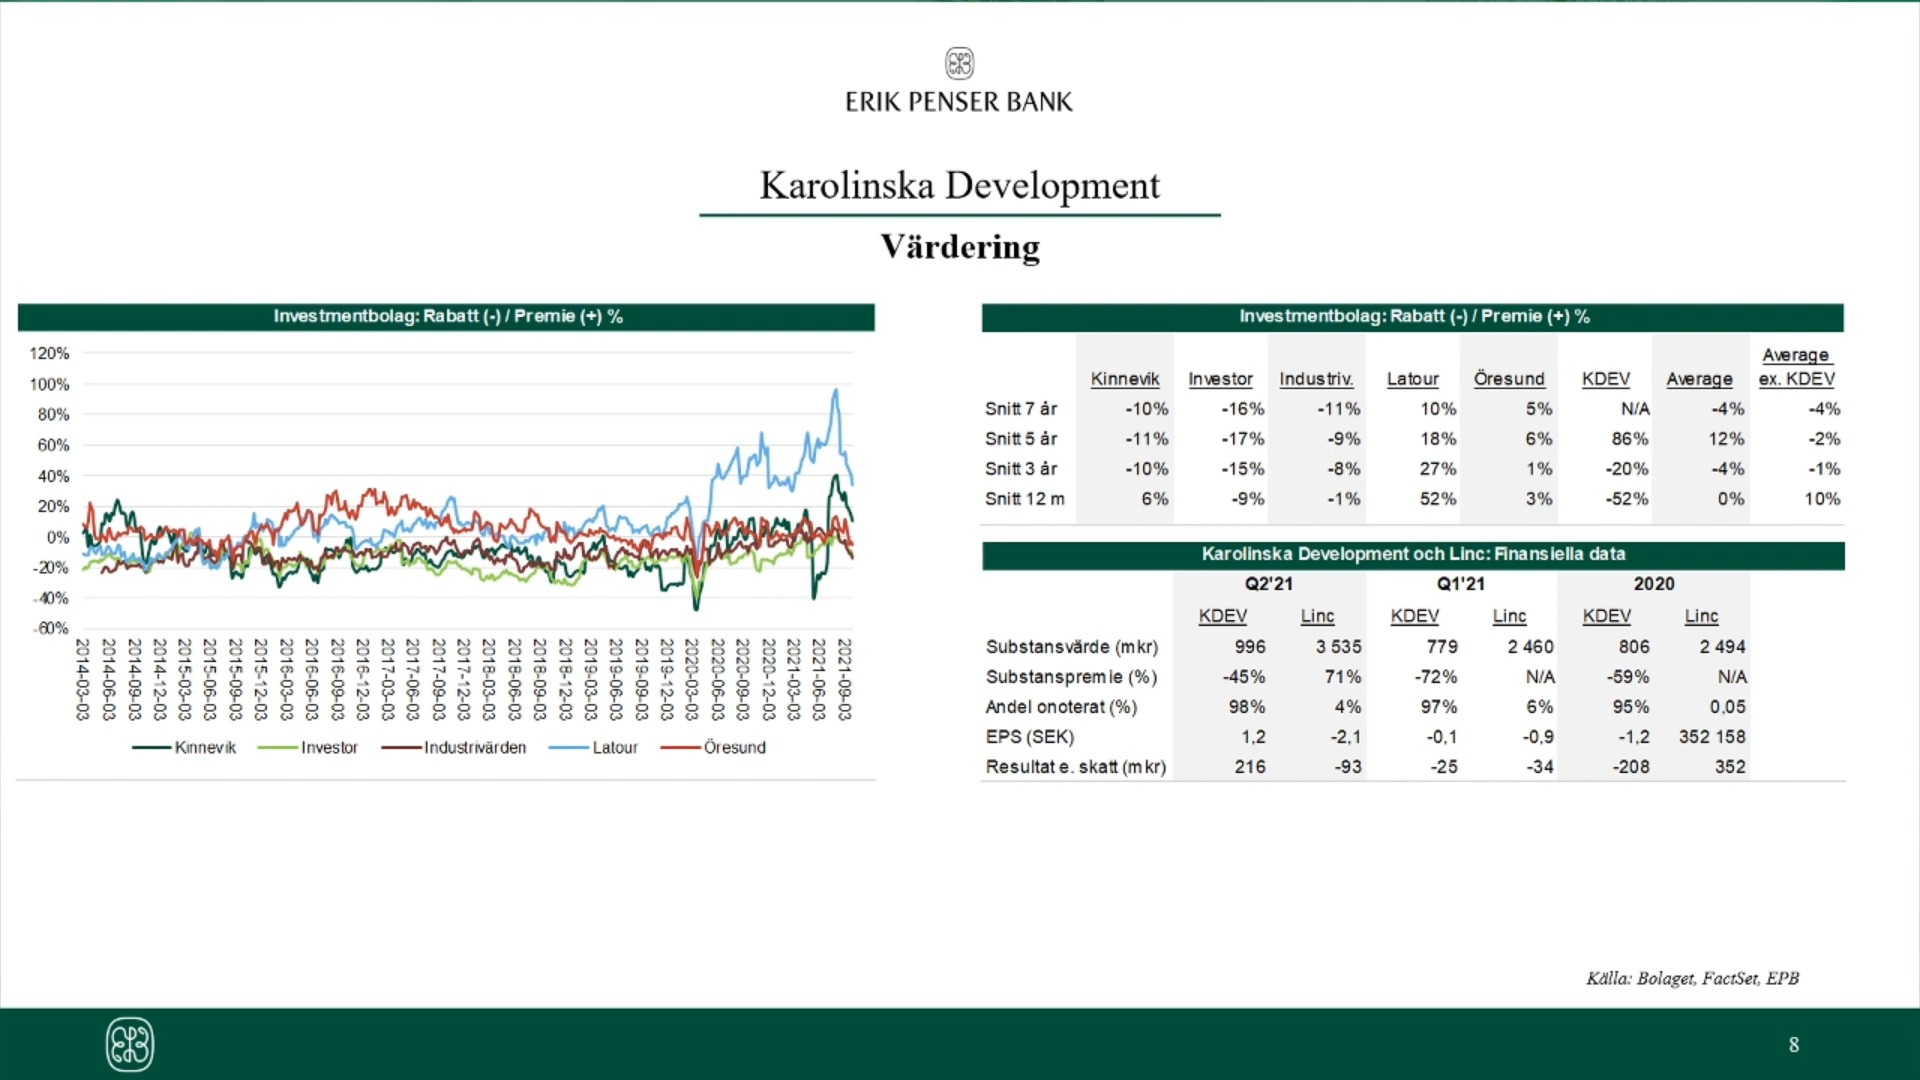 ERIK PENSER BANK
Karolinska Development
Värdering
Investmentbolag: Rabatt (-) / Premie (+) %
120%
100%
80%
60%
40%
20%
0%
-20%
-40%
-60%
2014-03-03 2014-06-03 2014-09-03 2014-12-03 2015-03-03 2015-06-03 2015-09-03 2015-12-03 2016-03-03 2016-06-03 2016-09-03 2016-12-03 2017-03-03 2017-06-03 2017-09-03 2017-12-03 2018-03-03 2018-06-03 2018-09-03 2018-12-03 2019-03-03 2019-06-03 2019-09-03 2019-12-03 2020-03-03 2020-06-03 2020-09-03 2020-12-03 2021-03-03 2021-06-03 2021-09-03
Kinnevik Investor Industrivärden Latour Öresund
Investmentbolag: Rabatt (-) / Premie (+) %
Average
Kinnevik Investor Industriv. Latour Öresund KDEV Average ex. KDEV
Snitt 7 år -10% -16% -11% 10% 5% N/A -4% -4%
Snitt 5 år -11% -17% -9% 18% 6% 86% 12% -2%
Snitt 3 år -10% -15% -8% 27% 1% -20% -4% -1%
Snitt 12 m 6% -9% -1% 52% 3% -52% 0% 10%
Karolinska Development och Linc: Finansiella data
Q2'21 Q1'21 2020
KDEV Linc KDEV Linc KDEV Linc
Substansvärde (mkr) 996 3 535 779 2 460 806 2 494
Substanspremie (%) -45% 71% -72% N/A -59% N/A
Andel onoterat (%) 98% 4% 97% 6% 95% 0,05
EPS (SEK) 1,2 -2,1 -0,1 -0,9 -1,2 352 158
Resultat e. skatt (mkr) 216 -93 -25 -34 -208 352
Källa: Bolaget, FactSet, EPB
8